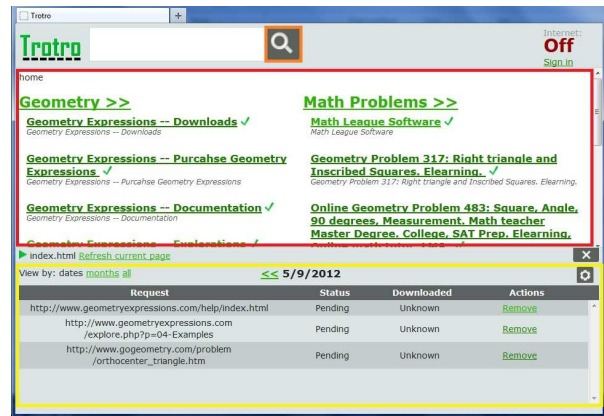 Trotro
+
Trotro
Internet:
Off
Sign in
home
Geometry >>
Geometry Expressions -- Downloads ✓
Geometry Expressions -- Downloads
Geometry Expressions -- Purcahse Geometry
Expressions ✓
Geometry Expressions -- Purcahse Geometry Expressions
Geometry Expressions -- Documentation ✓
Geometry Expressions -- Documentation
Geometry Expressions -- Explorations ✓
Math Problems >>
Math League Software ✓
Math League Software
Geometry Problem 317: Right triangle and
Inscribed Squares. Elearning. ✓
Geometry Problem 317: Right triangle and Inscribed Squares. Elearning.
Online Geometry Problem 483: Square, Angle,
90 degrees, Measurement. Math teacher
Master Degree. College, SAT Prep. Elearning,
index.html Refresh current page
View by: dates months all
<< 5/9/2012
Request Status Downloaded Actions
http://www.geometryexpressions.com/help/index.html Pending Unknown Remove
http://www.geometryexpressions.com
/explore.php?p=04-Examples Pending Unknown Remove
http://www.gogeometry.com/problem
/orthocenter_triangle.htm Pending Unknown Remove